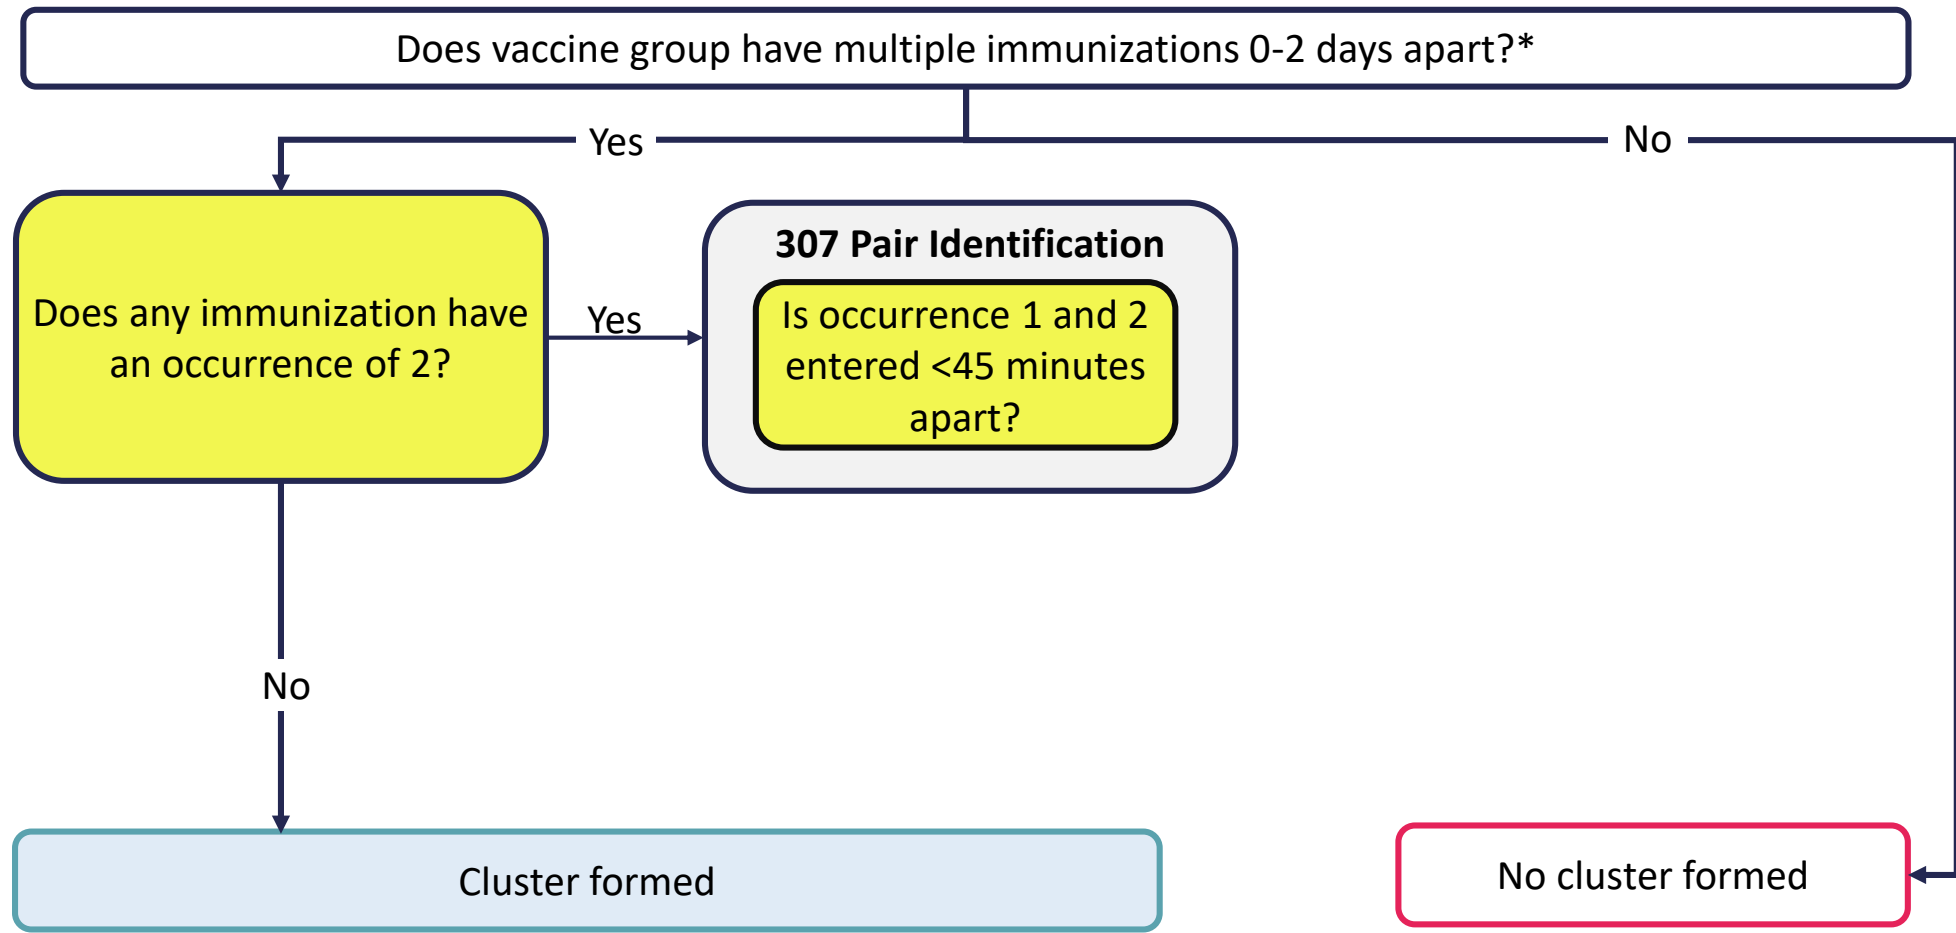 Does vaccine group have multiple immunizations 0-2 days apart?*
Yes
No
Does any immunization have
an occurrence of 2?
Yes
307 Pair Identification
Is occurrence 1 and 2
entered <45 minutes
apart?
No
Cluster formed
No cluster formed